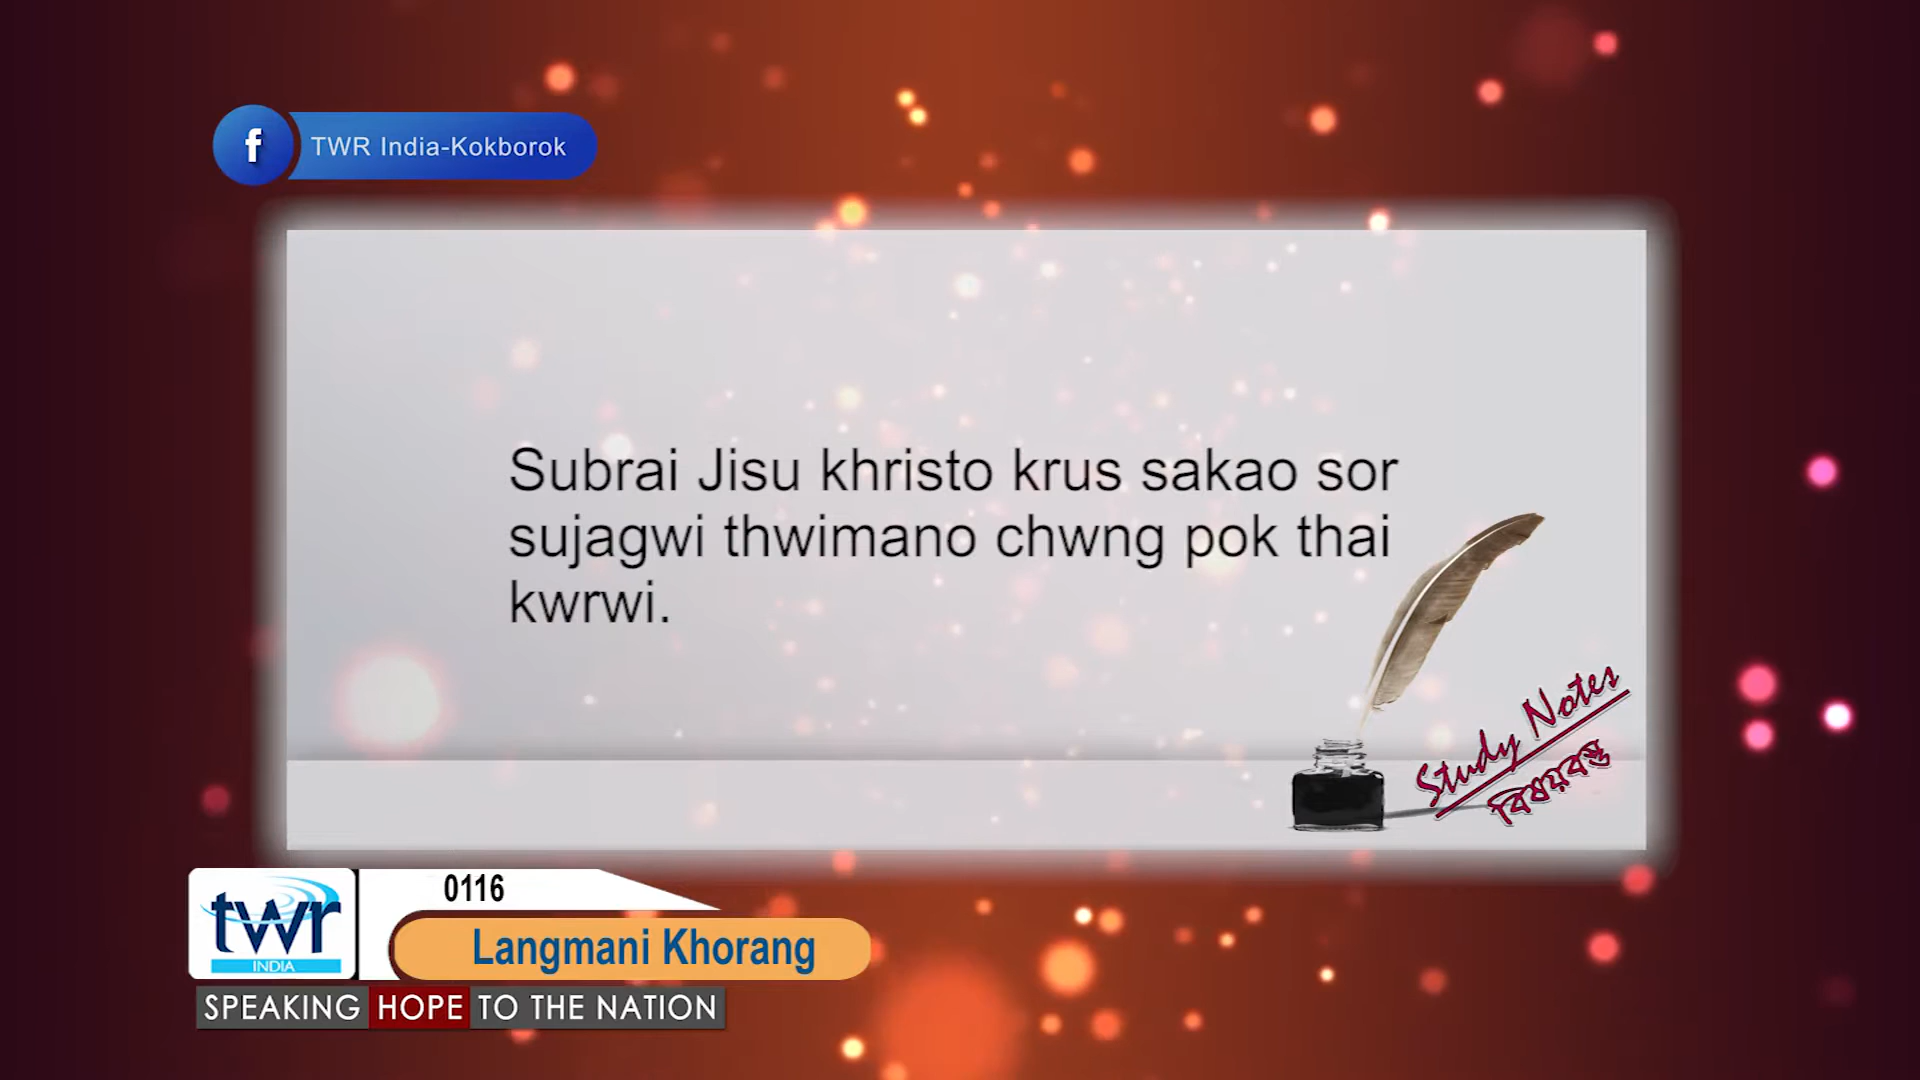 f
TWR India-Kokborok
Subrai Jisu khristo krus sakao sor
sujagwi thwimano chwng pok thai
kwrwi.
Study Notes
বিষয়বস্তু
twr
INDIA
0116
Langmani Khorang
SPEAKING HOPE TO THE NATION